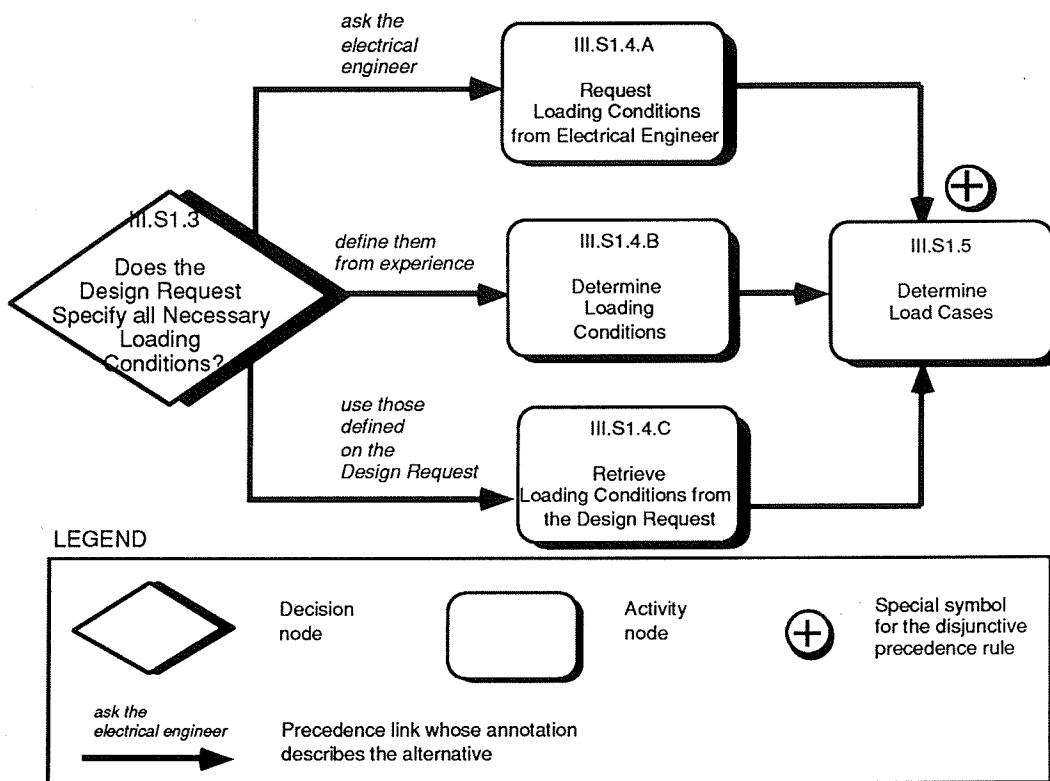 ask the
electrical
engineer
III.S1.4.A
Request
Loading Conditions
from Electrical Engineer
III.S1.3
Does the
Design Request
Specify all Necessary
Loading
Conditions?
define them
from experience
III.S1.4.B
Determine
Loading
Conditions
III.S1.5
Determine
Load Cases
use those
defined
on the
Design Request
III.S1.4.C
Retrieve
Loading Conditions from
the Design Request
LEGEND
Decision
node
Activity
node
Special symbol
for the disjunctive
precedence rule
ask the
electrical engineer
Precedence link whose annotation
describes the alternative